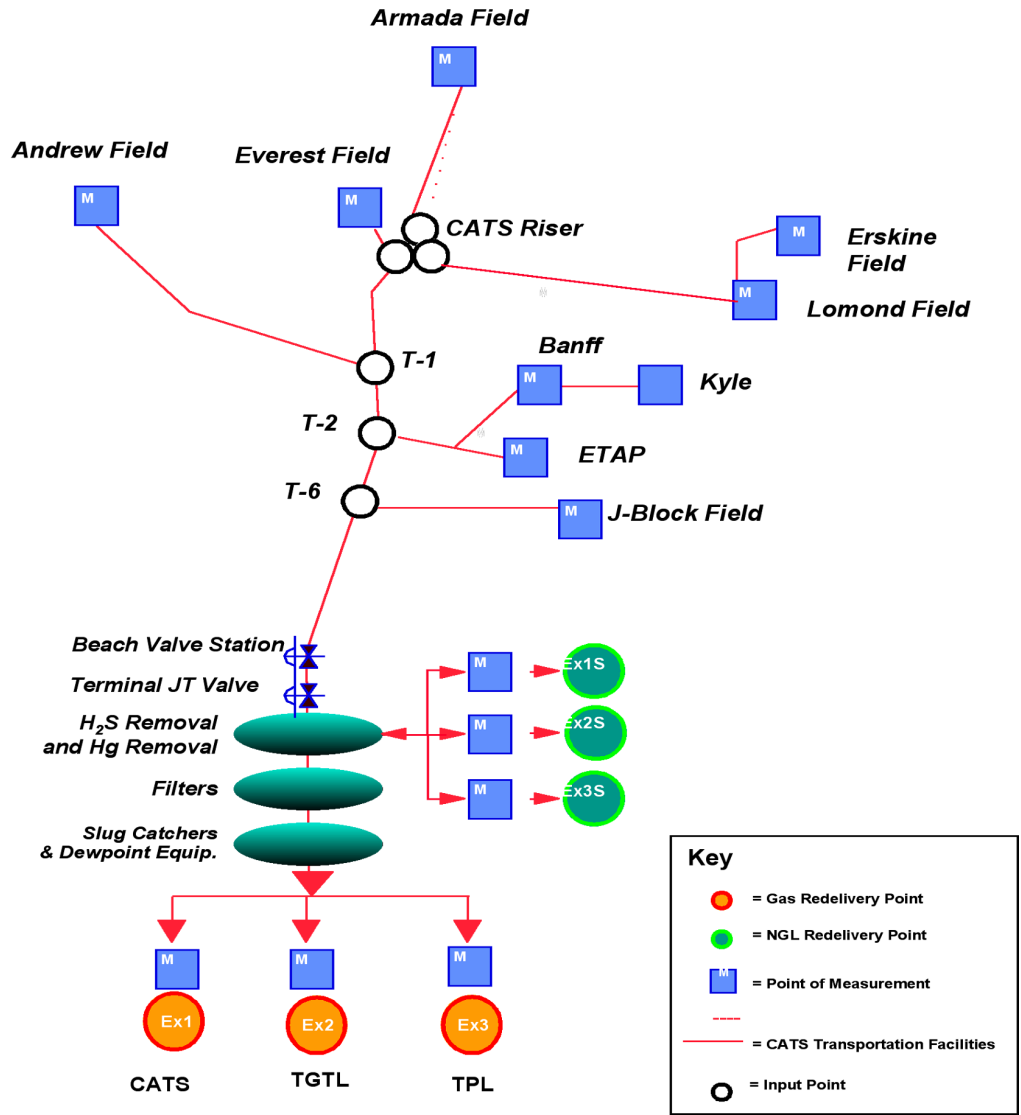 Armada Field
M
Andrew Field
Everest Field
M
M
CATS Riser
M
Erskine
Field
M
Lomond Field
T-1
Banff
M
Kyle
T-2
M
ETAP
T-6
M
J-Block Field
Beach Valve Station
Terminal JT Valve
H₂S Removal
and Hg Removal
Filters
Slug Catchers
& Dewpoint Equip.
M
Ex1S
M
Ex2S
M
Ex3S
M
M
M
Ex1
Ex2
Ex3
CATS
TGTL
TPL
Key
= Gas Redelivery Point
= NGL Redelivery Point
M
= Point of Measurement
= CATS Transportation Facilities
= Input Point